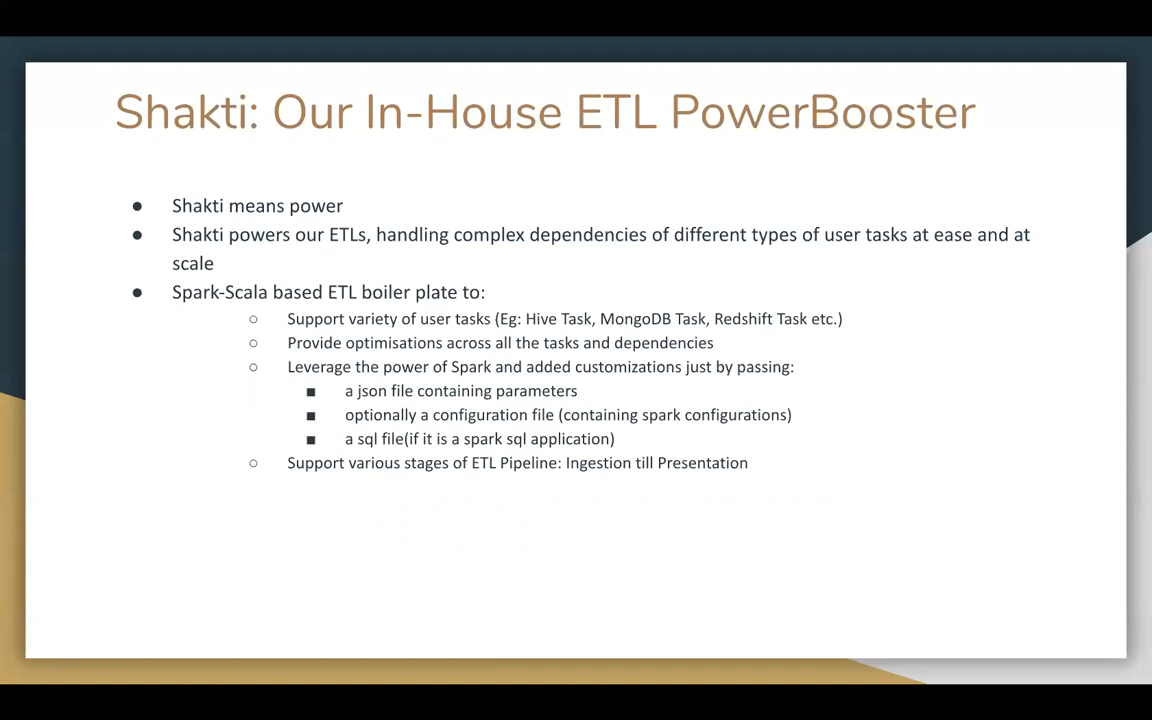 Shakti: Our In-House ETL PowerBooster
● Shakti means power
● Shakti powers our ETLs, handling complex dependencies of different types of user tasks at ease and at
scale
● Spark-Scala based ETL boiler plate to:
○ Support variety of user tasks (Eg: Hive Task, MongoDB Task, Redshift Task etc.)
○ Provide optimisations across all the tasks and dependencies
○ Leverage the power of Spark and added customizations just by passing:
■ a json file containing parameters
■ optionally a configuration file (containing spark configurations)
■ a sql file(if it is a spark sql application)
○ Support various stages of ETL Pipeline: Ingestion till Presentation